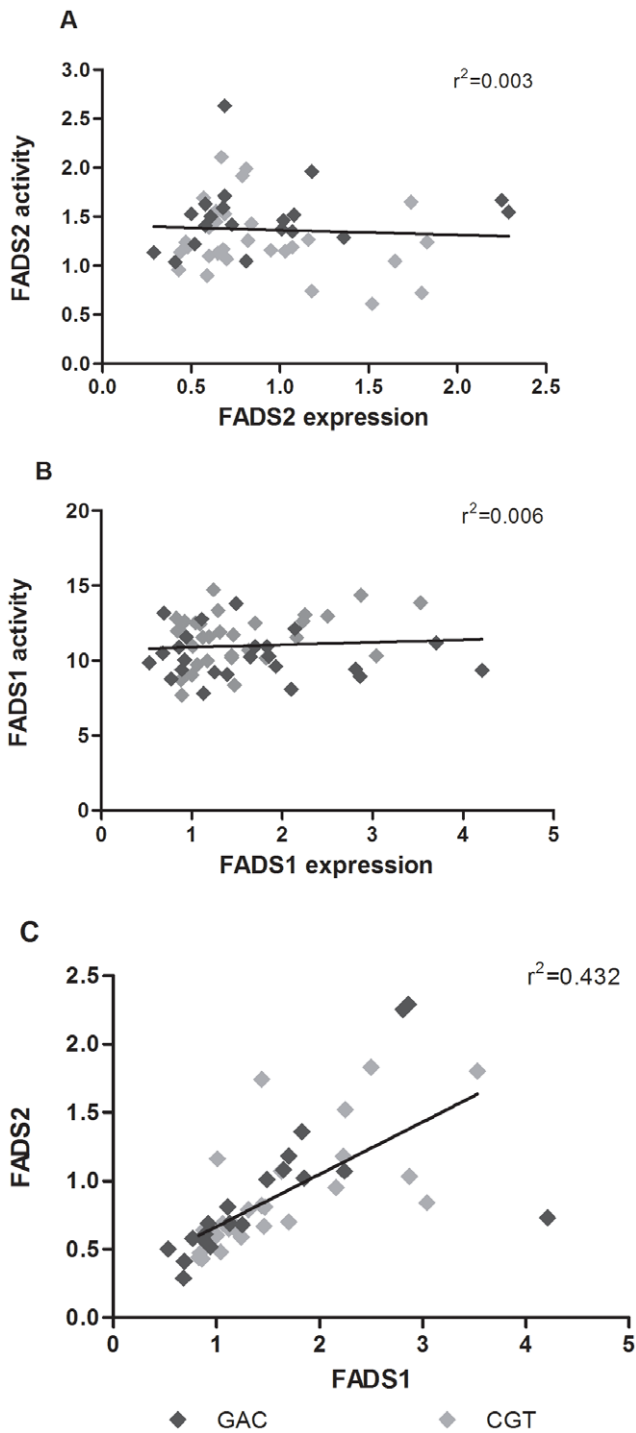 A
r²=0.003
3.0
2.5
2.0
1.5
1.0
0.5
0.0
FADS2 activity
0.0 0.5 1.0 1.5 2.0 2.5
FADS2 expression
B
r²=0.006
20
15
10
5
0
FADS1 activity
0 1 2 3 4 5
FADS1 expression
C
r²=0.432
2.5
2.0
1.5
1.0
0.5
0.0
FADS2
0 1 2 3 4 5
FADS1
GAC CGT